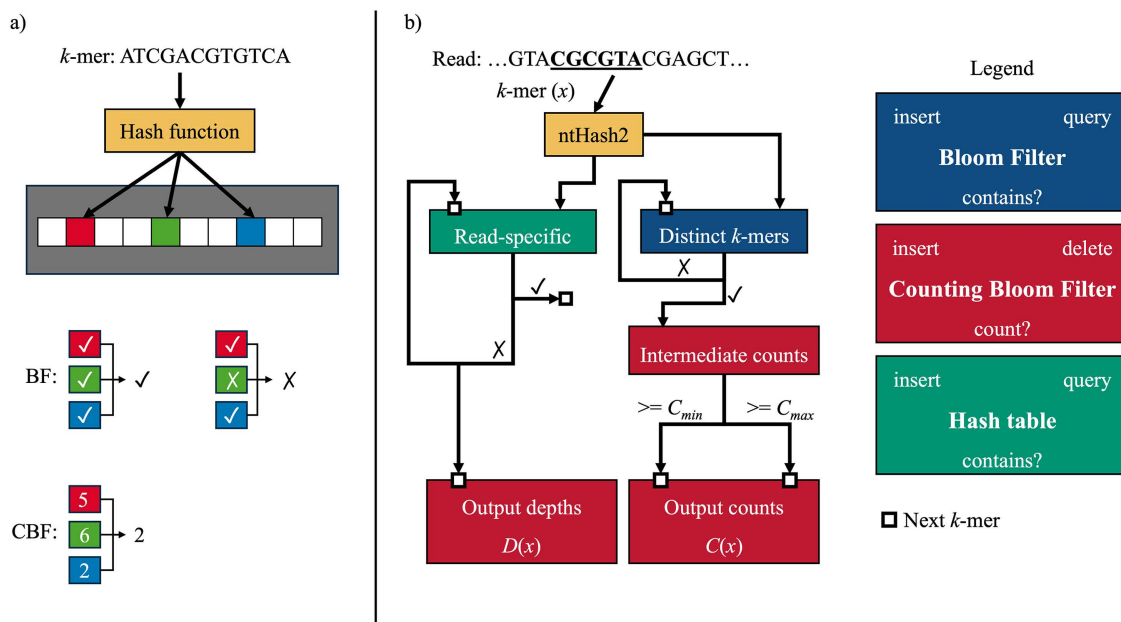 a)
k-mer: ATCGACGTGTCA
Hash function
BF:
✓
✓
✓
✓
✓
✗
✓
✗
CBF:
5
6
2
2
b)
Read: …GTACGCGTACGAGCT…
k-mer (x)
ntHash2
Read-specific
Distinct k-mers
✗
✓
✓
✗
Intermediate counts
>= Cmin
>= Cmax
Output depths
D(x)
Output counts
C(x)
Legend
insert query
Bloom Filter
contains?
insert delete
Counting Bloom Filter
count?
insert query
Hash table
contains?
Next k-mer